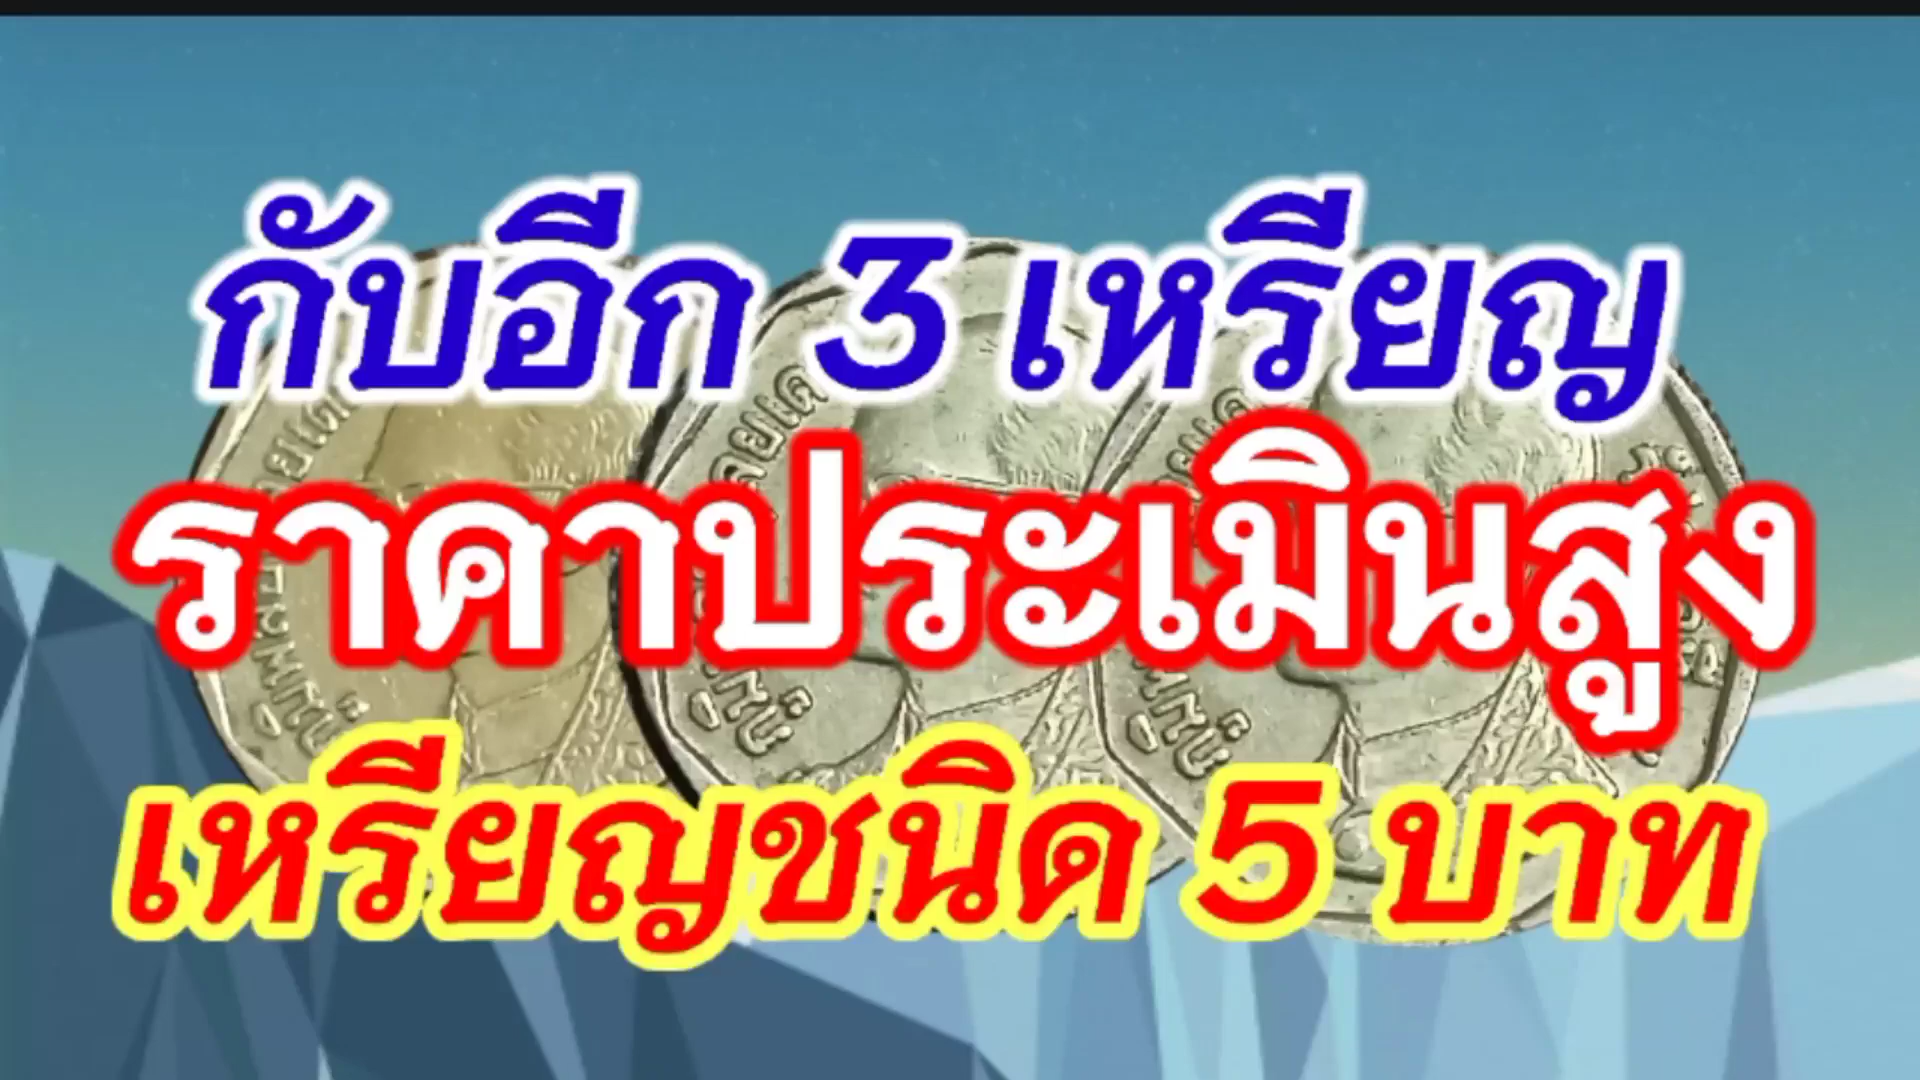 กับอีก 3 เหรียญ
ราคาประเมินสูง
เหรียญชนิด 5 บาท